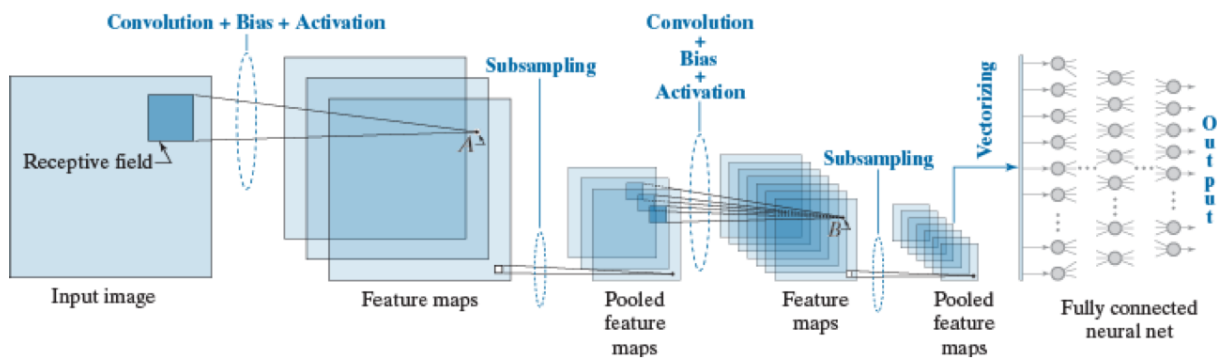 Convolution + Bias + Activation
Receptive field
Input image
A
Feature maps
Subsampling
Pooled
feature
maps
Convolution
+
Bias
+
Activation
B
Feature
maps
Subsampling
Pooled
feature
maps
Vectorizing
Fully connected
neural net
Output